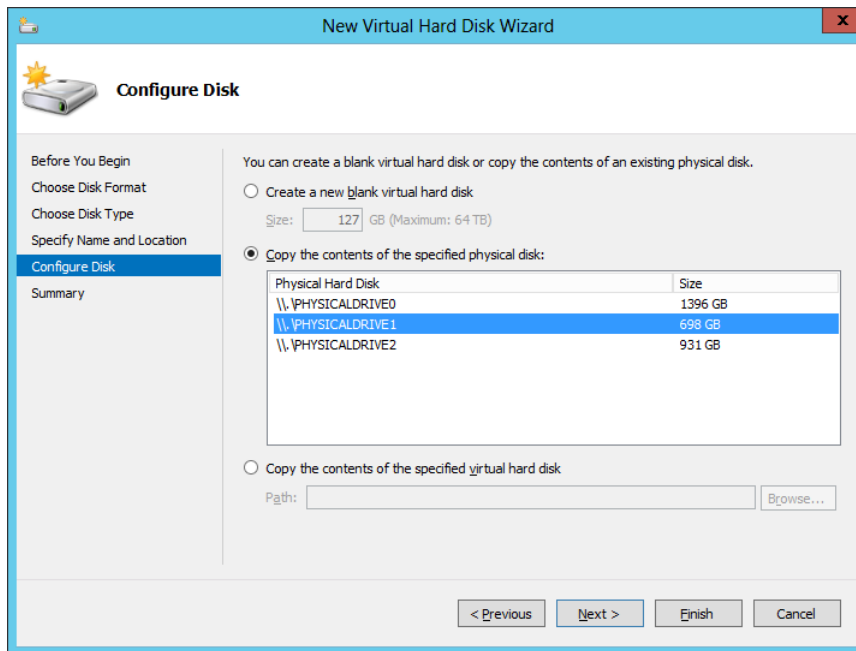 New Virtual Hard Disk Wizard
x
Configure Disk
Before You Begin
Choose Disk Format
Choose Disk Type
Specify Name and Location
Configure Disk
Summary
You can create a blank virtual hard disk or copy the contents of an existing physical disk.
Create a new blank virtual hard disk
Size: 127 GB (Maximum: 64 TB)
Copy the contents of the specified physical disk:
Physical Hard Disk Size
\\.\PHYSICALDRIVE0 1396 GB
\\.\PHYSICALDRIVE1 698 GB
\\.\PHYSICALDRIVE2 931 GB
Copy the contents of the specified virtual hard disk
Path: Browse...
< Previous Next > Finish Cancel